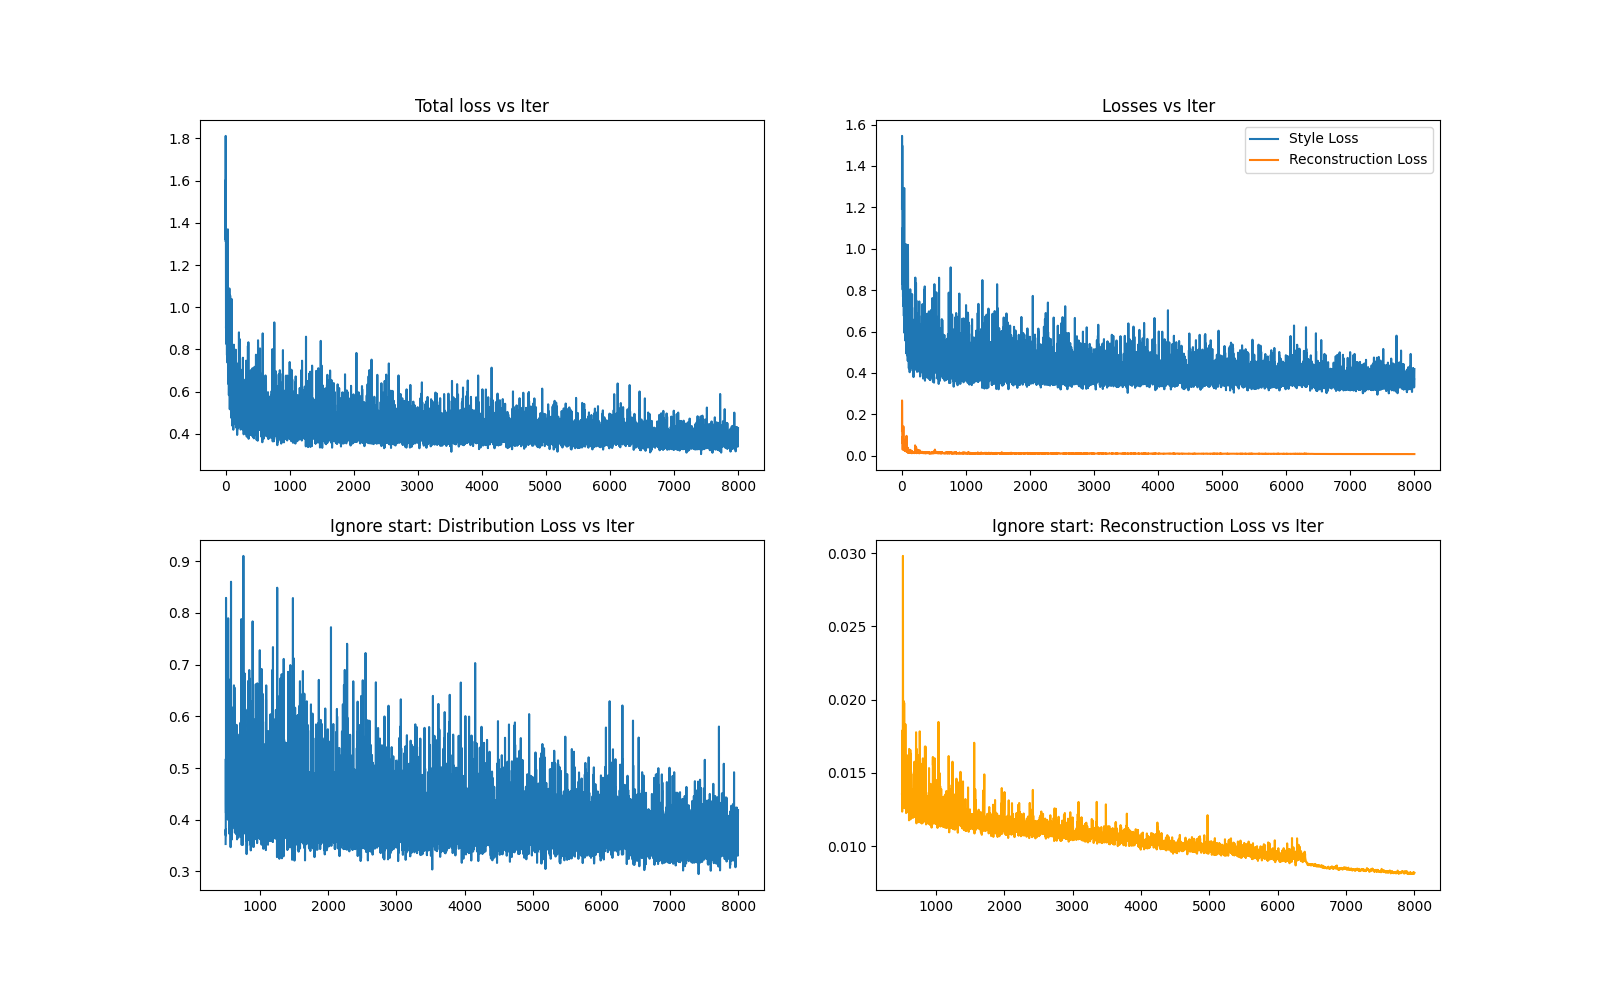 Total loss vs Iter
1.8
1.6
1.4
1.2
1.0
0.8
0.6
0.4
0 1000 2000 3000 4000 5000 6000 7000 8000
Losses vs Iter
Style Loss
Reconstruction Loss
1.6
1.4
1.2
1.0
0.8
0.6
0.4
0.2
0.0
0 1000 2000 3000 4000 5000 6000 7000 8000
Ignore start: Distribution Loss vs Iter
0.9
0.8
0.7
0.6
0.5
0.4
0.3
1000 2000 3000 4000 5000 6000 7000 8000
Ignore start: Reconstruction Loss vs Iter
0.030
0.025
0.020
0.015
0.010
1000 2000 3000 4000 5000 6000 7000 8000